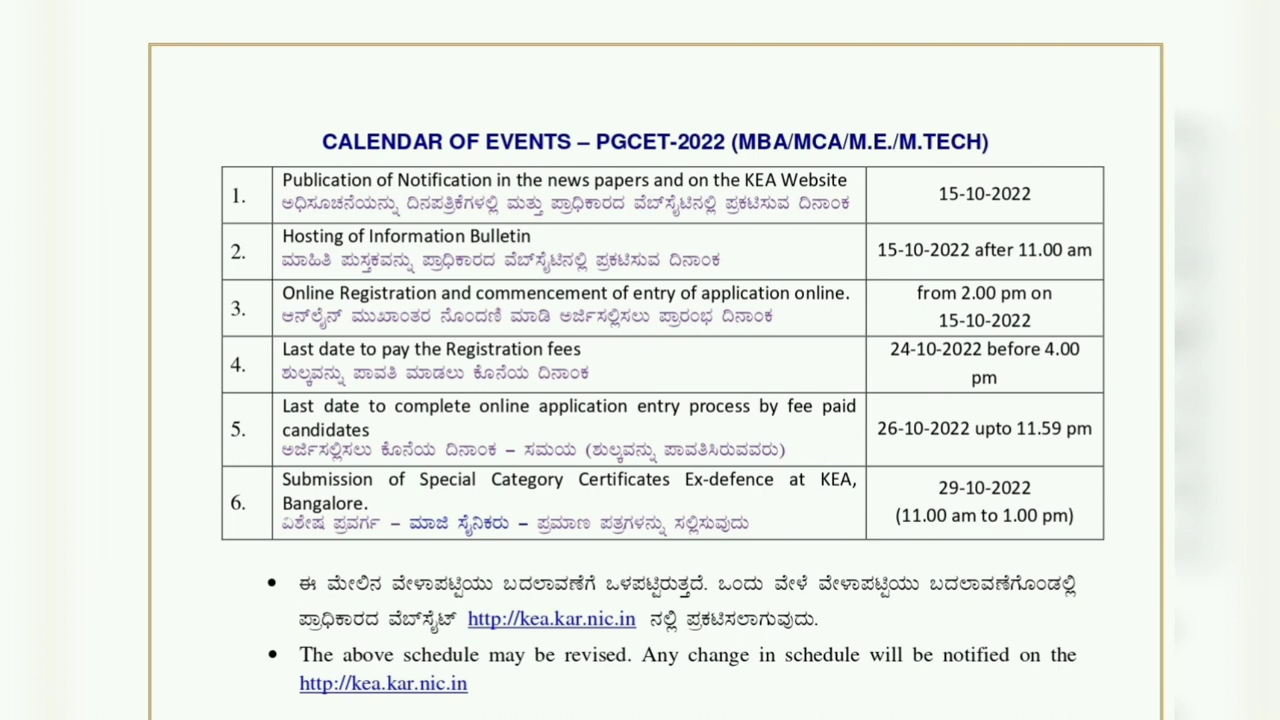 CALENDAR OF EVENTS – PGCET-2022 (MBA/MCA/M.E./M.TECH)
1.
Publication of Notification in the news papers and on the KEA Website
ಅಧಿಸೂಚನೆಯನ್ನು ದಿನಪತ್ರಿಕೆಗಳಲ್ಲಿ ಮತ್ತು ಪ್ರಾಧಿಕಾರದ ವೆಬ್‌ಸೈಟಿನಲ್ಲಿ ಪ್ರಕಟಿಸುವ ದಿನಾಂಕ
15-10-2022
2.
Hosting of Information Bulletin
ಮಾಹಿತಿ ಪುಸ್ತಕವನ್ನು ಪ್ರಾಧಿಕಾರದ ವೆಬ್‌ಸೈಟಿನಲ್ಲಿ ಪ್ರಕಟಿಸುವ ದಿನಾಂಕ
15-10-2022 after 11.00 am
3.
Online Registration and commencement of entry of application online.
ಆನ್‌ಲೈನ್ ಮುಖಾಂತರ ನೊಂದಣಿ ಮಾಡಿ ಅರ್ಜಿಸಲ್ಲಿಸಲು ಪ್ರಾರಂಭ ದಿನಾಂಕ
from 2.00 pm on
15-10-2022
4.
Last date to pay the Registration fees
ಶುಲ್ಕವನ್ನು ಪಾವತಿ ಮಾಡಲು ಕೊನೆಯ ದಿನಾಂಕ
24-10-2022 before 4.00
pm
5.
Last date to complete online application entry process by fee paid
candidates
ಅರ್ಜಿಸಲ್ಲಿಸಲು ಕೊನೆಯ ದಿನಾಂಕ – ಸಮಯ (ಶುಲ್ಕವನ್ನು ಪಾವತಿಸಿರುವವರು)
26-10-2022 upto 11.59 pm
6.
Submission of Special Category Certificates Ex-defence at KEA,
Bangalore.
ವಿಶೇಷ ಪ್ರವರ್ಗ – ಮಾಜಿ ಸೈನಿಕರು – ಪ್ರಮಾಣ ಪತ್ರಗಳನ್ನು ಸಲ್ಲಿಸುವುದು
29-10-2022
(11.00 am to 1.00 pm)
• ಈ ಮೇಲಿನ ವೇಳಾಪಟ್ಟಿಯು ಬದಲಾವಣೆಗೆ ಒಳಪಟ್ಟಿರುತ್ತದೆ. ಒಂದು ವೇಳೆ ವೇಳಾಪಟ್ಟಿಯು ಬದಲಾವಣೆಗೊಂಡಲ್ಲಿ
ಪ್ರಾಧಿಕಾರದ ವೆಬ್‌ಸೈಟ್ http://kea.kar.nic.in ನಲ್ಲಿ ಪ್ರಕಟಿಸಲಾಗುವುದು.
• The above schedule may be revised. Any change in schedule will be notified on the
http://kea.kar.nic.in